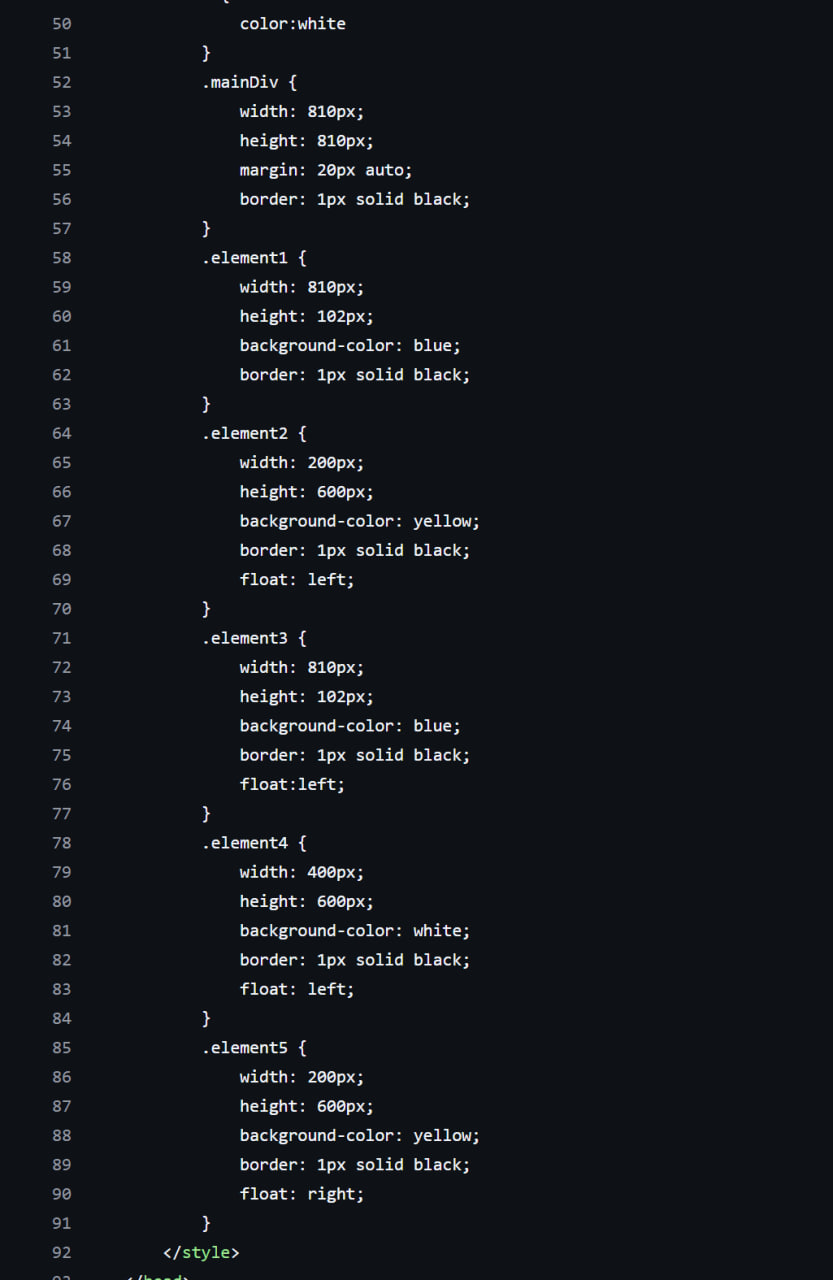 {
50 color:white
51 }
52 .mainDiv {
53 width: 810px;
54 height: 810px;
55 margin: 20px auto;
56 border: 1px solid black;
57 }
58 .element1 {
59 width: 810px;
60 height: 102px;
61 background-color: blue;
62 border: 1px solid black;
63 }
64 .element2 {
65 width: 200px;
66 height: 600px;
67 background-color: yellow;
68 border: 1px solid black;
69 float: left;
70 }
71 .element3 {
72 width: 810px;
73 height: 102px;
74 background-color: blue;
75 border: 1px solid black;
76 float:left;
77 }
78 .element4 {
79 width: 400px;
80 height: 600px;
81 background-color: white;
82 border: 1px solid black;
83 float: left;
84 }
85 .element5 {
86 width: 200px;
87 height: 600px;
88 background-color: yellow;
89 border: 1px solid black;
90 float: right;
91 }
92 </style>
93 </head>